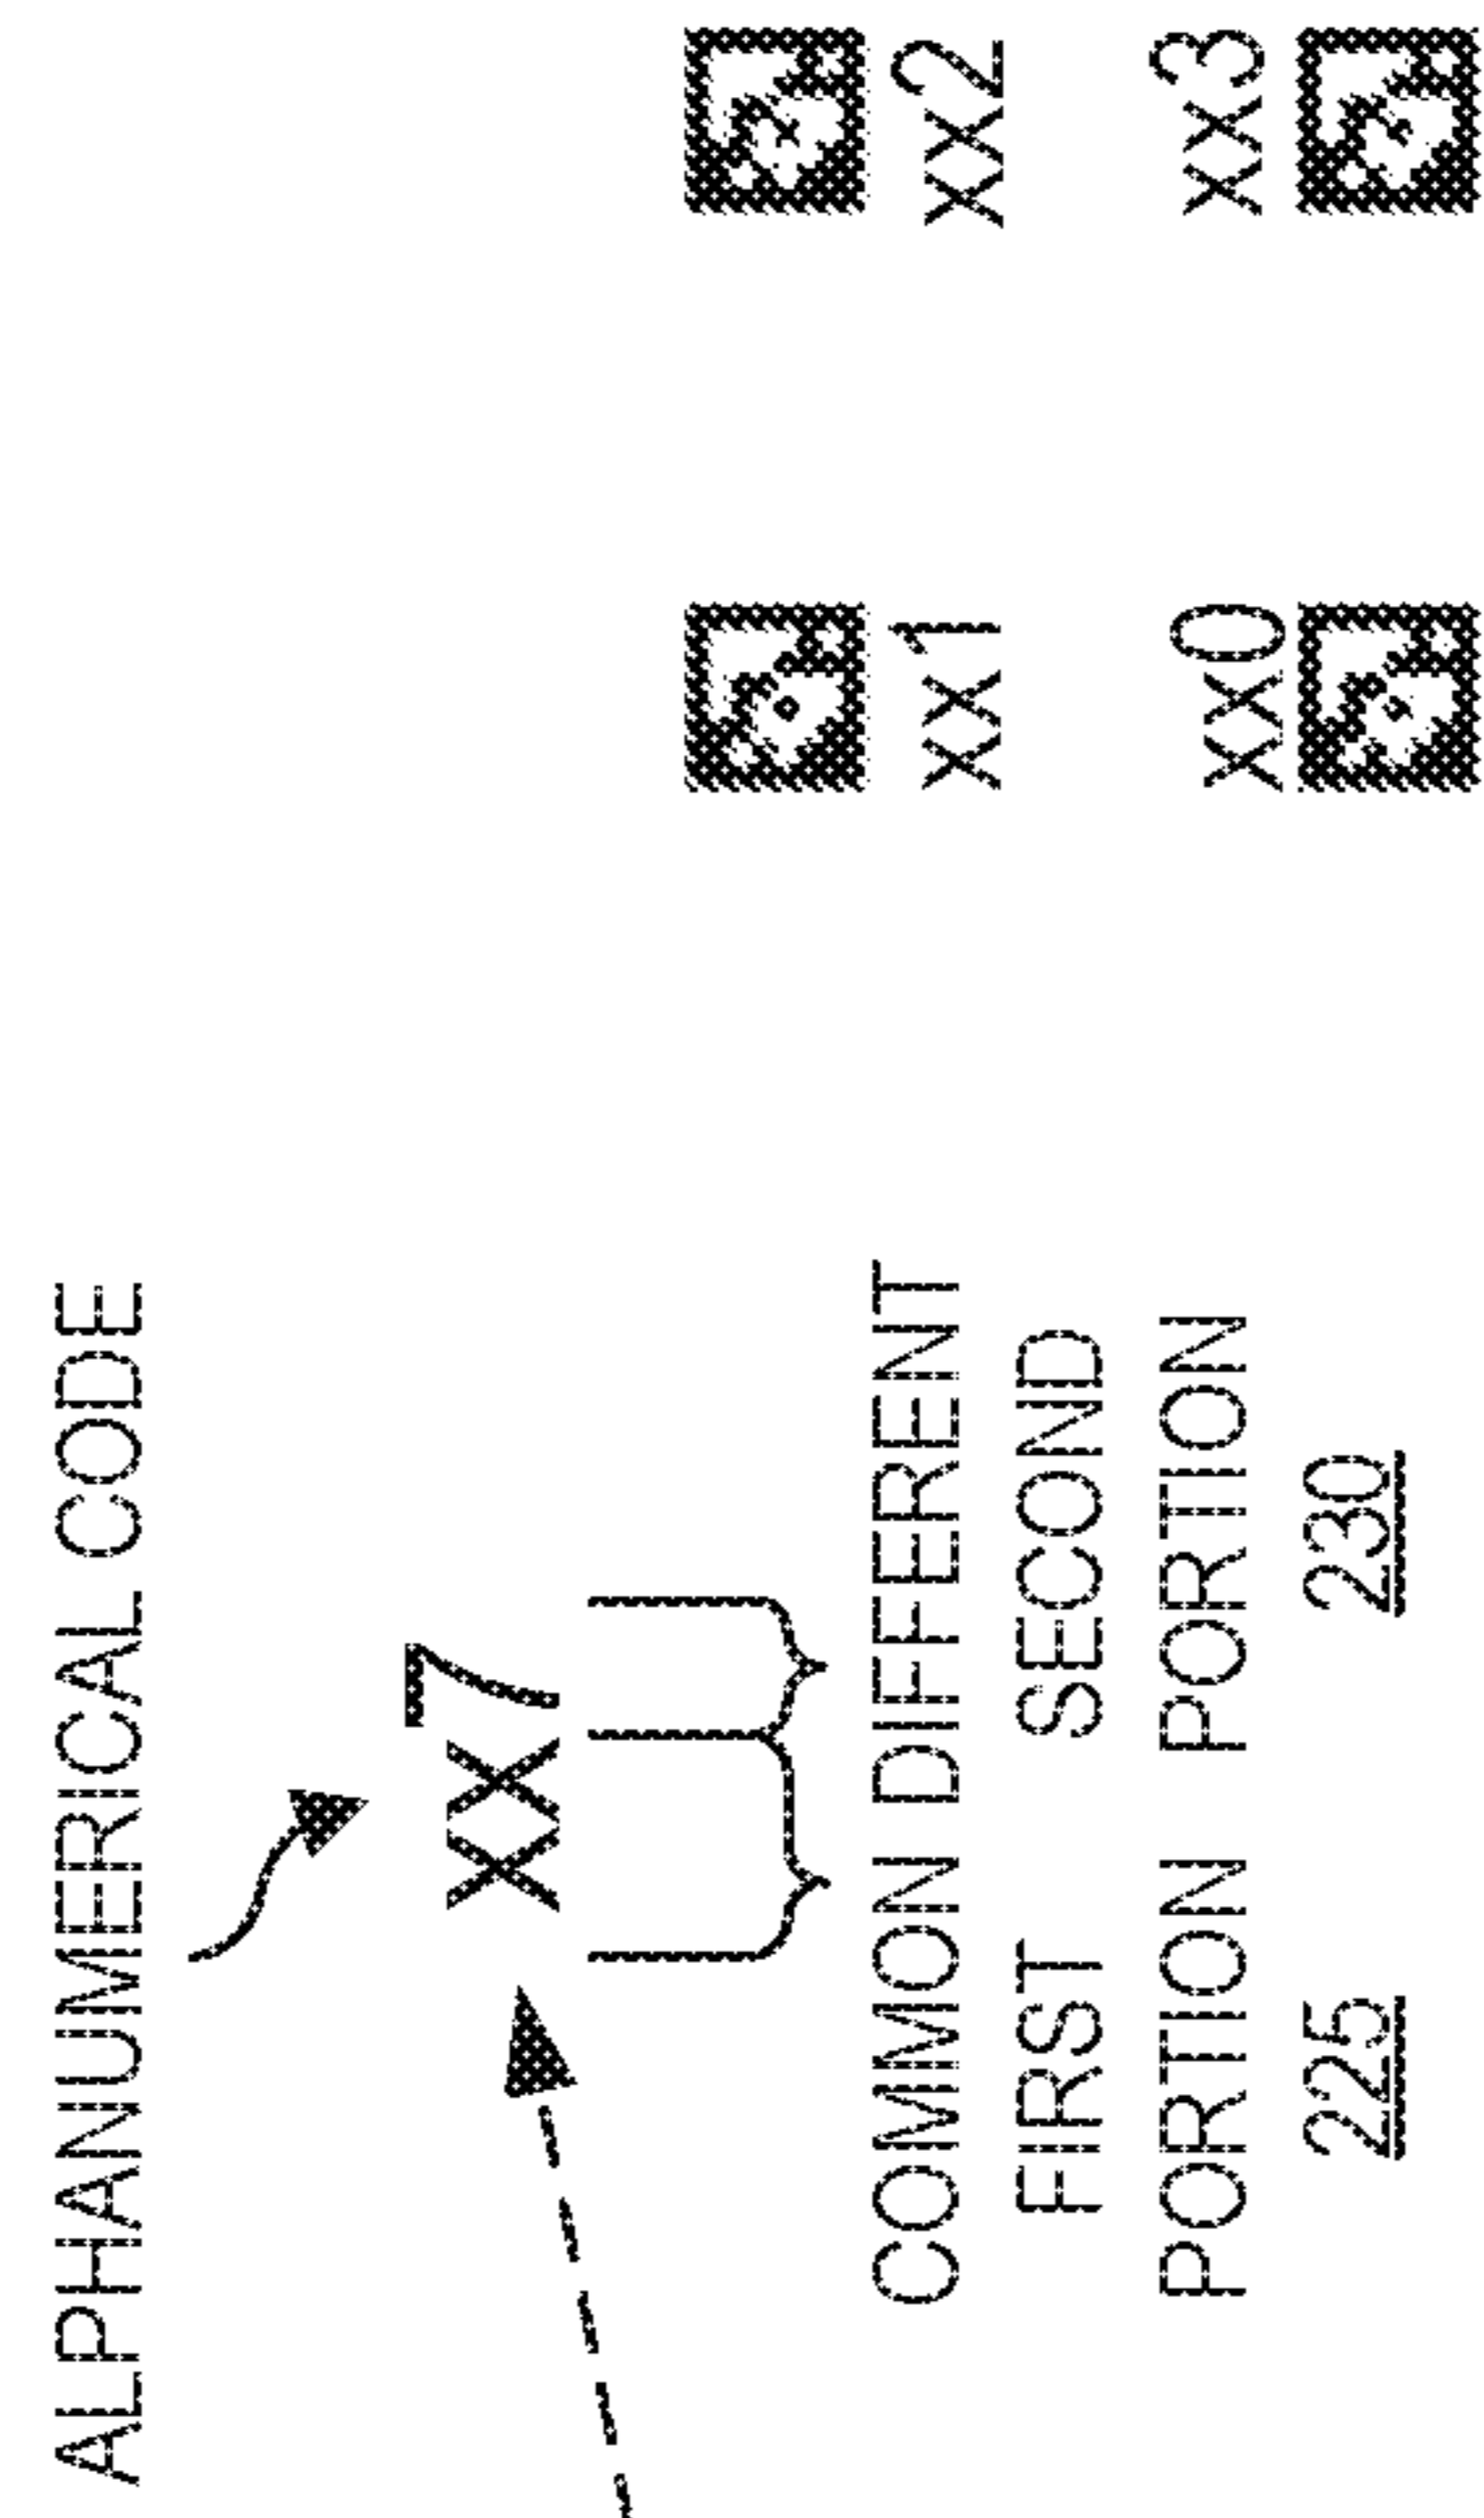 ALPHANUMERICAL CODE
xx7
COMMON DIFFERENT
FIRST SECOND
PORTION PORTION
225 230
xx1 xx2
xx0 xx3